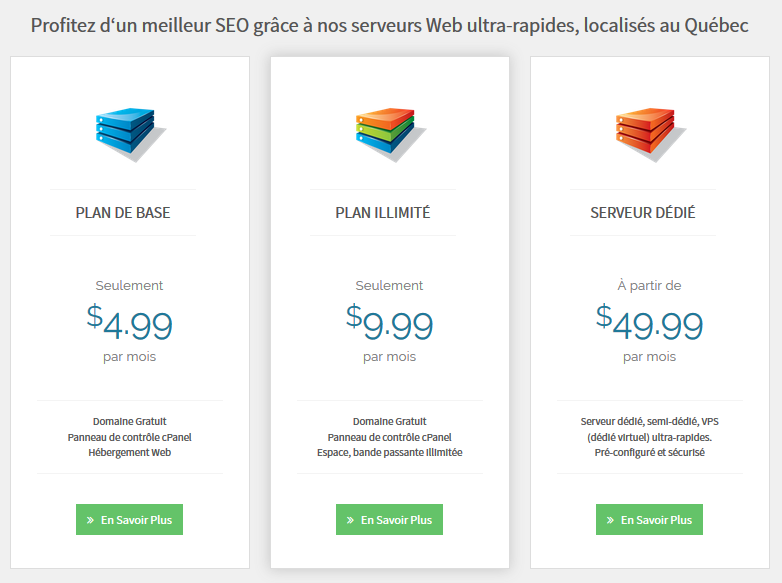 Profitez d‘un meilleur SEO grâce à nos serveurs Web ultra-rapides, localisés au Québec
PLAN DE BASE
Seulement
$4.99
par mois
Domaine Gratuit
Panneau de contrôle cPanel
Hébergement Web
» En Savoir Plus
PLAN ILLIMITÉ
Seulement
$9.99
par mois
Domaine Gratuit
Panneau de contrôle cPanel
Espace, bande passante illimitée
» En Savoir Plus
SERVEUR DÉDIÉ
À partir de
$49.99
par mois
Serveur dédié, semi-dédié, VPS
(dédié virtuel) ultra-rapides.
Pré-configuré et sécurisé
» En Savoir Plus